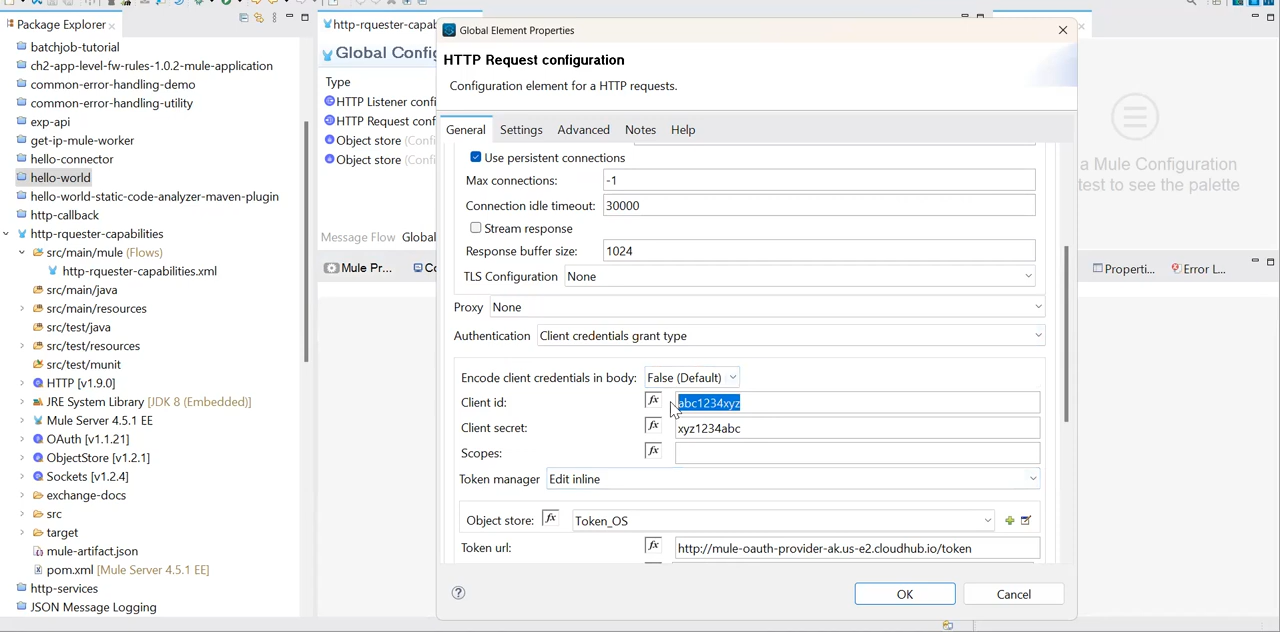 Package Explorer
batchjob-tutorial
ch2-app-level-fw-rules-1.0.2-mule-application
common-error-handling-demo
common-error-handling-utility
exp-api
get-ip-mule-worker
hello-connector
hello-world
hello-world-static-code-analyzer-maven-plugin
http-callback
http-rquester-capabilities
src/main/mule (Flows)
http-rquester-capabilities.xml
src/main/java
src/main/resources
src/test/java
src/test/resources
src/test/munit
HTTP [v1.9.0]
JRE System Library [JDK 8 (Embedded)]
Mule Server 4.5.1 EE
OAuth [v1.1.21]
ObjectStore [v1.2.1]
Sockets [v1.2.4]
exchange-docs
src
target
mule-artifact.json
pom.xml [Mule Server 4.5.1 EE]
http-services
JSON Message Logging
http-rquester-capab
Global Config
Type
HTTP Listener confi
HTTP Request conf
Object store (Confi
Object store (Confi
Message Flow Global
Mule Pr...
Co
Global Element Properties
HTTP Request configuration
Configuration element for a HTTP requests.
General Settings Advanced Notes Help
Use persistent connections
Max connections: -1
Connection idle timeout: 30000
Stream response
Response buffer size: 1024
TLS Configuration None
Proxy None
Authentication Client credentials grant type
Encode client credentials in body: False (Default)
Client id: fx abc1234xyz
Client secret: fx xyz1234abc
Scopes: fx
Token manager Edit inline
Object store: fx Token_OS
Token url: fx http://mule-oauth-provider-ak.us-e2.cloudhub.io/token
OK Cancel
a Mule Configuration
test to see the palette
Properti...
Error L...